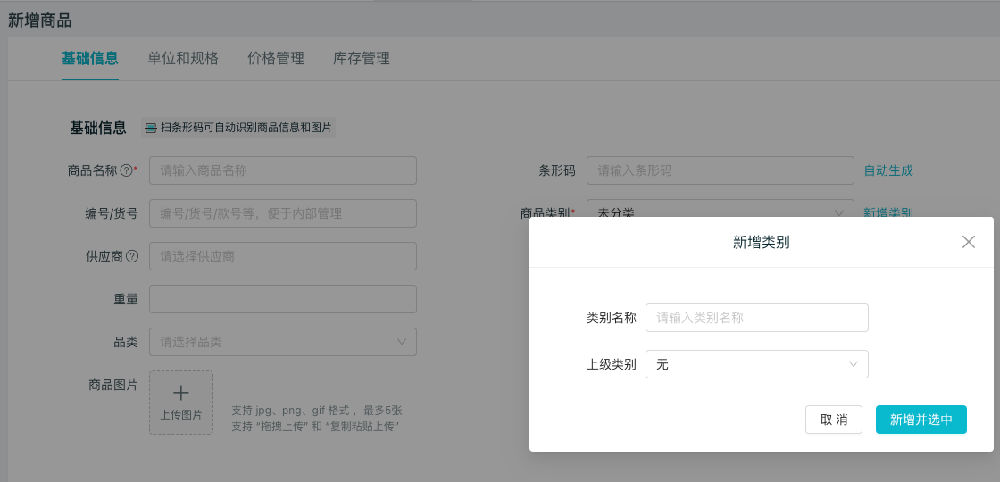 新增商品
基础信息 单位和规格 价格管理 库存管理
基础信息 扫条形码可自动识别商品信息和图片
商品名称?* 请输入商品名称 条形码 请输入条形码 自动生成
编号/货号 编号/货号/款号等，便于内部管理 商品类别* 未分类 新增类别
供应商? 请选择供应商
重量
品类 请选择品类
商品图片
上传图片
支持 jpg、png、gif 格式 ，最多5张
支持 “拖拽上传” 和 “复制粘贴上传”
新增类别
类别名称 请输入类别名称
上级类别 无
取 消 新增并选中